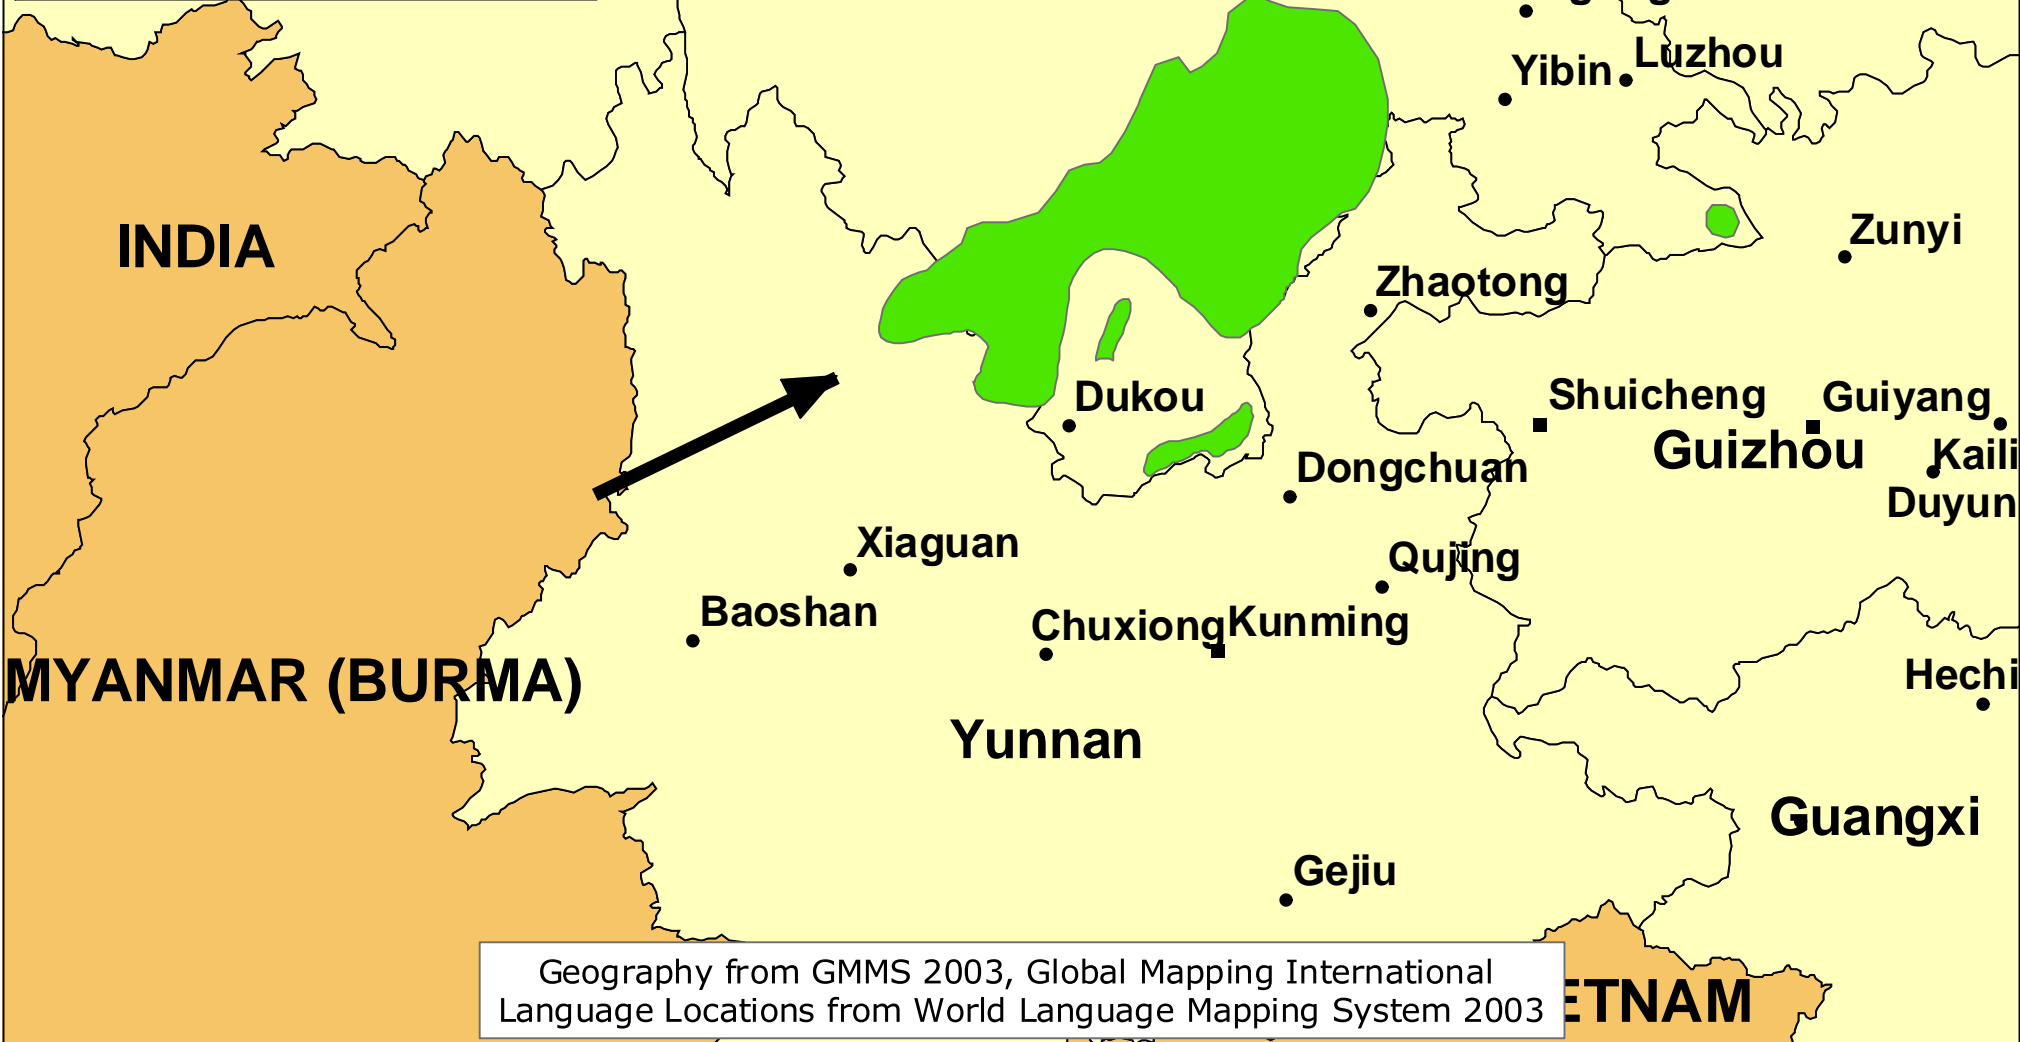 Luzhou
Yibin
INDIA
Zunyi
Zhaotong
Dukou
Shuicheng
Guiyang
Guizhou
Kaili
Dongchuan
Duyun
Xiaguan
Qujing
Baoshan
Chuxiong
Kunming
MYANMAR (BURMA)
Hechi
Yunnan
Guangxi
Gejiu
Geography from GMMS 2003, Global Mapping International
Language Locations from World Language Mapping System 2003
ETNAM